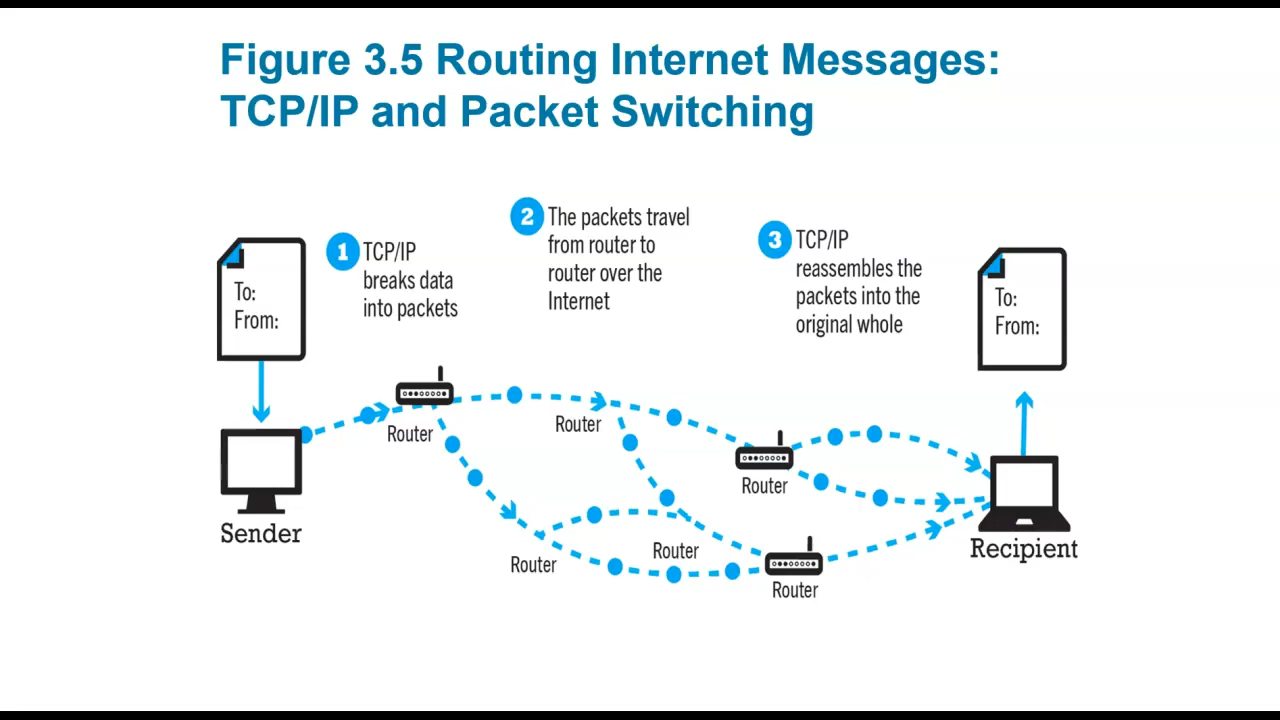 Figure 3.5 Routing Internet Messages:
TCP/IP and Packet Switching
To:
From:
1
TCP/IP
breaks data
into packets
2
The packets travel
from router to
router over the
Internet
3
TCP/IP
reassembles the
packets into the
original whole
To:
From:
Router
Router
Router
Sender
Router
Router
Recipient
Router